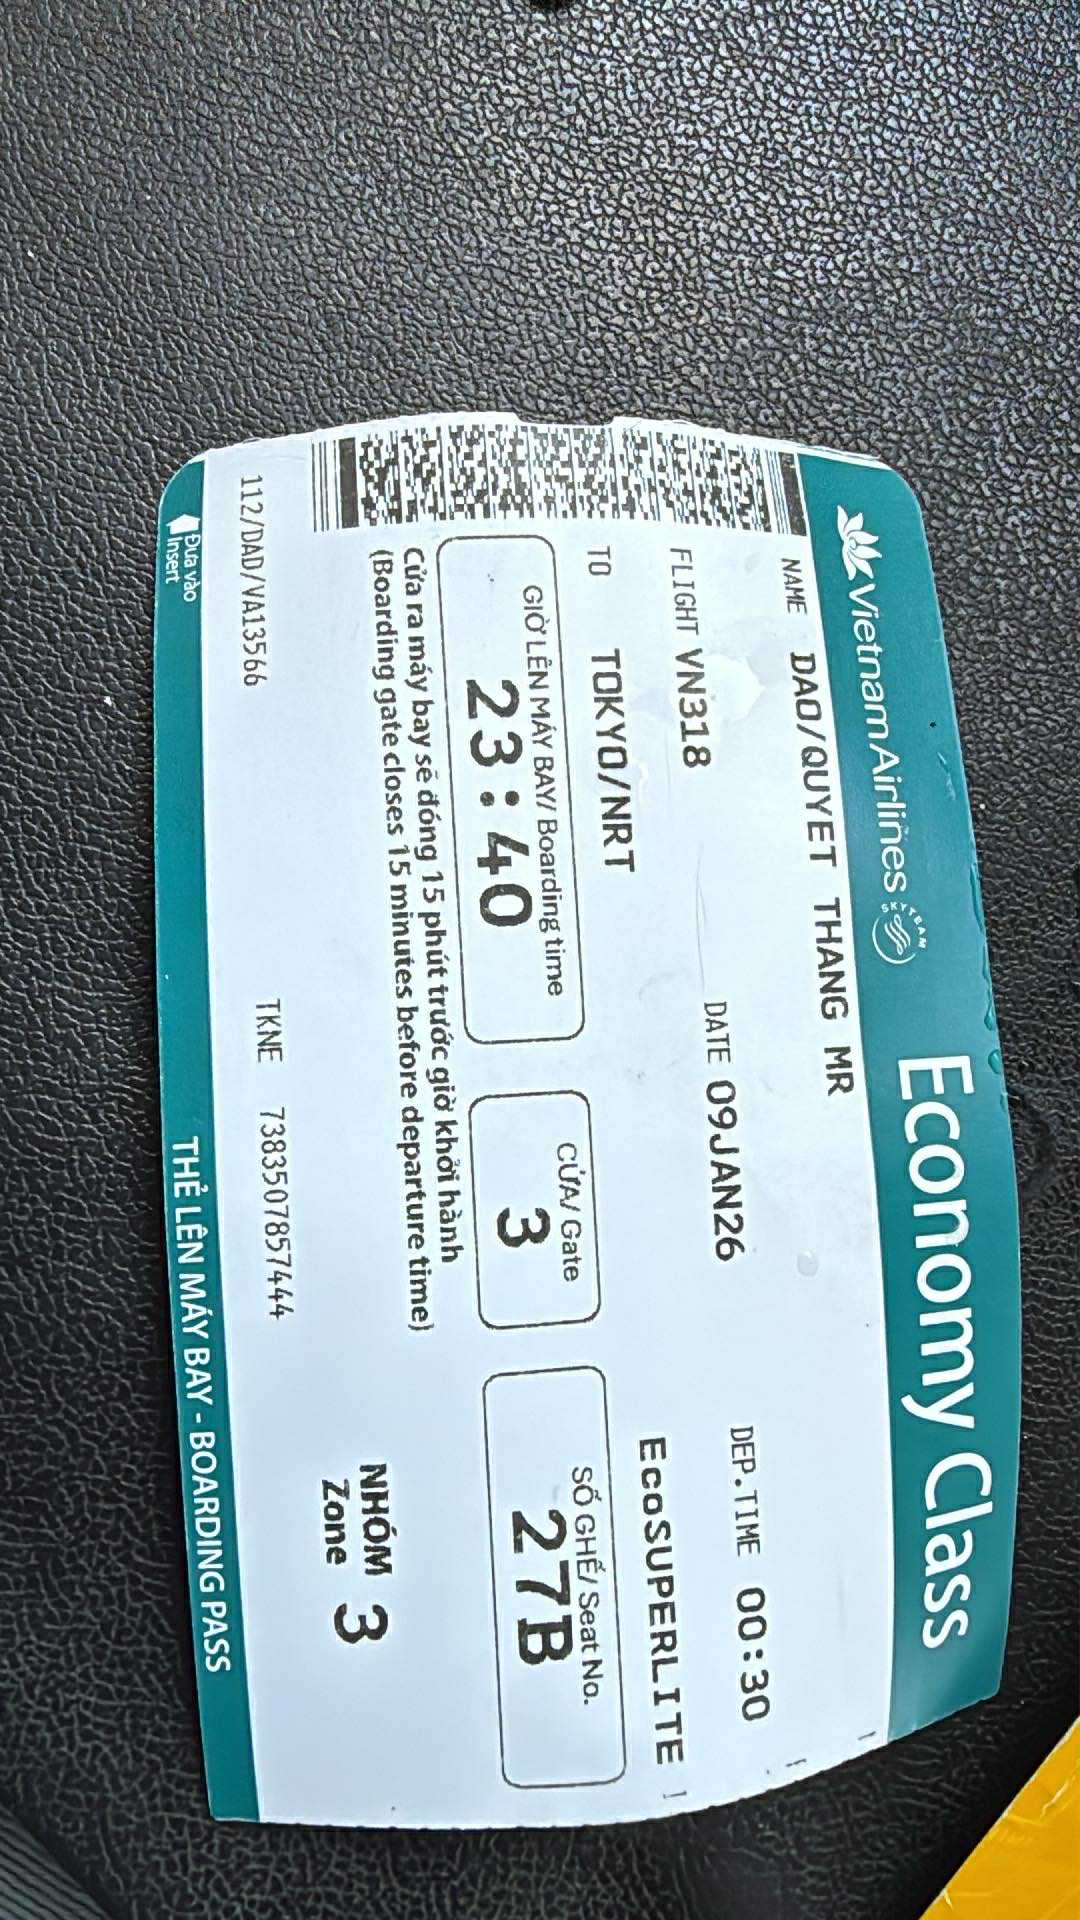 Vietnam Airlines SKYTEAM Economy Class
NAME DAO/QUYET THANG MR
FLIGHT VN318 DATE 09JAN26 DEP.TIME 00:30
TO TOKYO/NRT EcoSUPERLITE
GIỜ LÊN MÁY BAY/ Boarding time
23:40
CỬA/ Gate
3
SỐ GHẾ/ Seat No.
27B
Cửa ra máy bay sẽ đóng 15 phút trước giờ khởi hành
(Boarding gate closes 15 minutes before departure time)
NHÓM
Zone 3
112/DAD/VA13566 TKNE 7383507857444
Đưa vào
Insert
THẺ LÊN MÁY BAY - BOARDING PASS